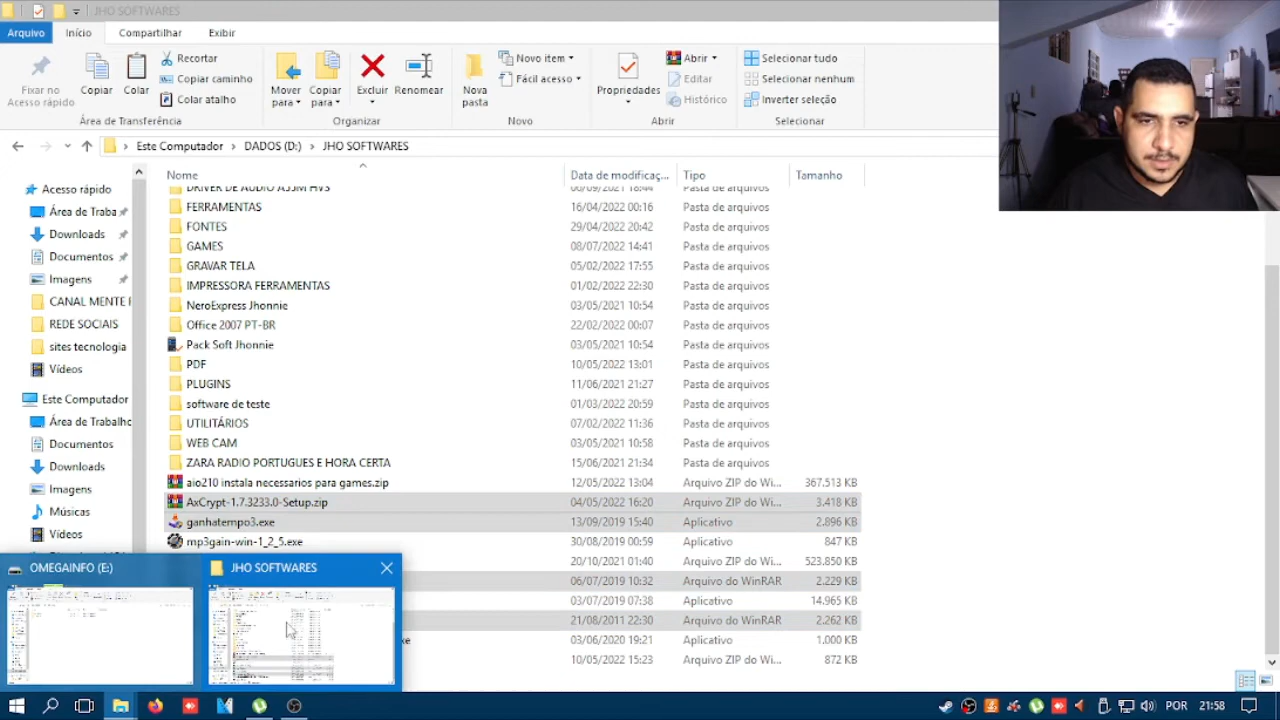 JHO SOFTWARES
Arquivo Início Compartilhar Exibir
Fixar no Acesso rápido
Copiar
Colar
Recortar
Copiar caminho
Colar atalho
Mover para
Copiar para
Excluir
Renomear
Nova pasta
Novo item
Fácil acesso
Propriedades
Abrir
Editar
Histórico
Selecionar tudo
Selecionar nenhum
Inverter seleção
Área de Transferência Organizar Novo Abrir Selecionar
Este Computador DADOS (D:) JHO SOFTWARES
Nome Data de modificaç... Tipo Tamanho
DRIVER DE AUDIO A/JM HVS 06/09/2021 18:44 Pasta de arquivos
FERRAMENTAS 16/04/2022 00:16 Pasta de arquivos
FONTES 29/04/2022 20:42 Pasta de arquivos
GAMES 08/07/2022 14:41 Pasta de arquivos
GRAVAR TELA 05/02/2022 17:55 Pasta de arquivos
IMPRESSORA FERRAMENTAS 01/02/2022 22:30 Pasta de arquivos
NeroExpress Jhonnie 03/05/2021 10:54 Pasta de arquivos
Office 2007 PT-BR 22/02/2022 00:07 Pasta de arquivos
Pack Soft Jhonnie 03/05/2021 10:54 Pasta de arquivos
PDF 10/05/2022 13:01 Pasta de arquivos
PLUGINS 11/06/2021 21:27 Pasta de arquivos
software de teste 01/03/2022 20:59 Pasta de arquivos
UTILITÁRIOS 07/02/2022 11:36 Pasta de arquivos
WEB CAM 03/05/2021 10:58 Pasta de arquivos
ZARA RADIO PORTUGUES E HORA CERTA 15/06/2021 21:34 Pasta de arquivos
aio210 instala necessarios para games.zip 12/05/2022 13:04 Arquivo ZIP do Wi... 367.513 KB
AxCrypt-1.7.3233.0-Setup.zip 04/05/2022 16:20 Arquivo ZIP do Wi... 3.418 KB
ganhatempo3.exe 13/09/2019 15:40 Aplicativo 2.896 KB
mp3gain-win-1_2_5.exe 30/08/2019 00:59 Aplicativo 847 KB
20/10/2021 01:40 Arquivo ZIP do Wi... 523.850 KB
06/07/2019 10:32 Arquivo do WinRAR 2.229 KB
03/07/2019 07:38 Aplicativo 14.965 KB
21/08/2011 22:30 Arquivo do WinRAR 2.262 KB
xe 03/06/2020 19:21 Aplicativo 1.000 KB
10/05/2022 15:23 Arquivo ZIP do Wi... 872 KB
Acesso rápido
Área de Traba
Downloads
Documentos
Imagens
CANAL MENTE
REDE SOCIAIS
sites tecnologia
Vídeos
Este Computador
Área de Trabalho
Documentos
Downloads
Imagens
Músicas
Vídeos
OMEGAINFO (E:) JHO SOFTWARES
POR 21:58